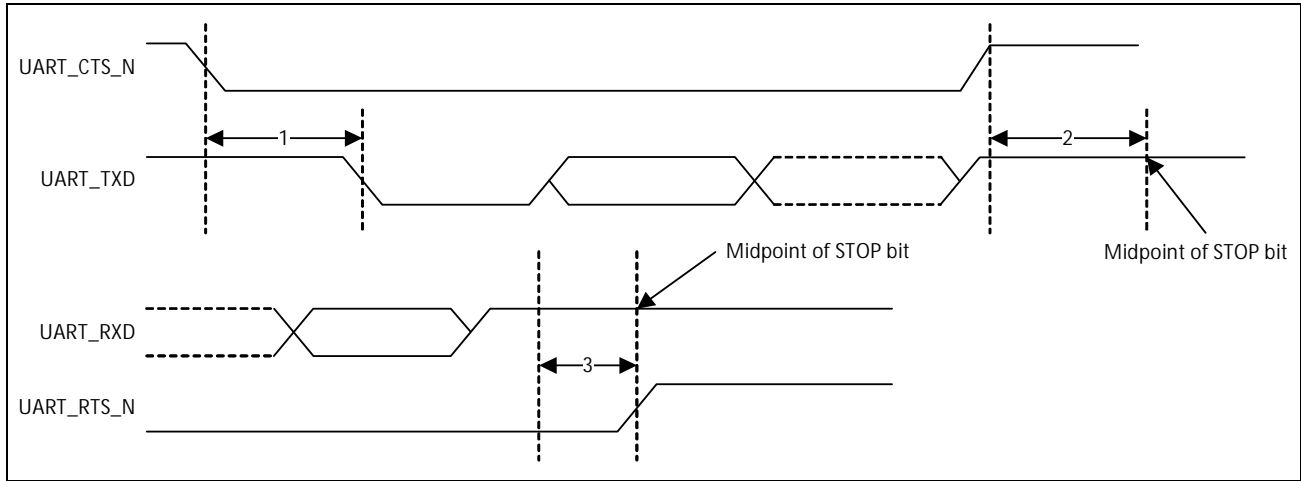 UART_CTS_N
1
2
UART_TXD
Midpoint of STOP bit
Midpoint of STOP bit
UART_RXD
3
UART_RTS_N